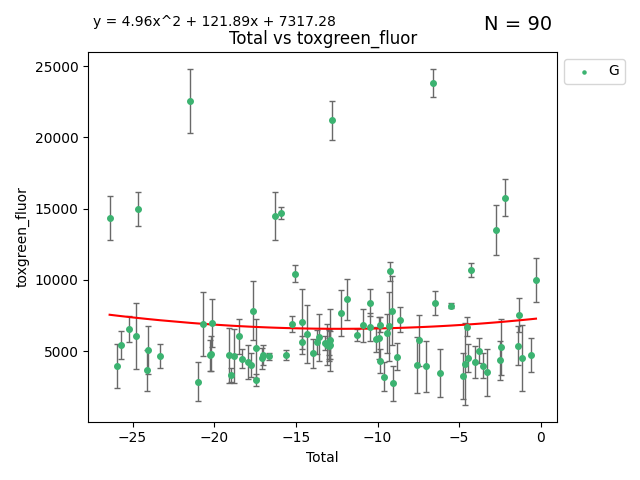 y = 4.96x^2 + 121.89x + 7317.28
N = 90
Total vs toxgreen_fluor
G
25000
20000
15000
10000
5000
toxgreen_fluor
−25
−20
−15
−10
−5
0
Total